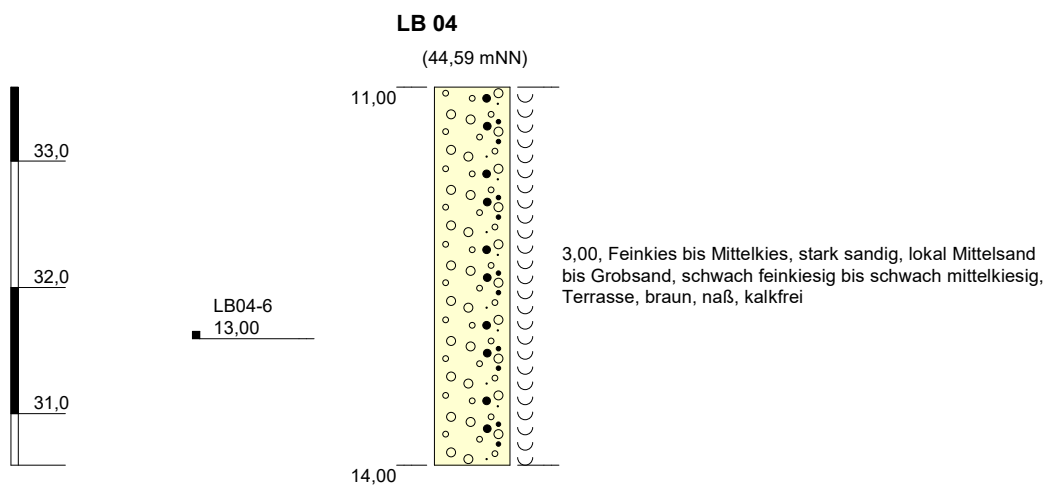 LB 04
(44,59 mNN)
11,00
33,0
3,00, Feinkies bis Mittelkies, stark sandig, lokal Mittelsand
bis Grobsand, schwach feinkiesig bis schwach mittelkiesig,
Terrasse, braun, naß, kalkfrei
32,0
LB04-6
13,00
31,0
14,00